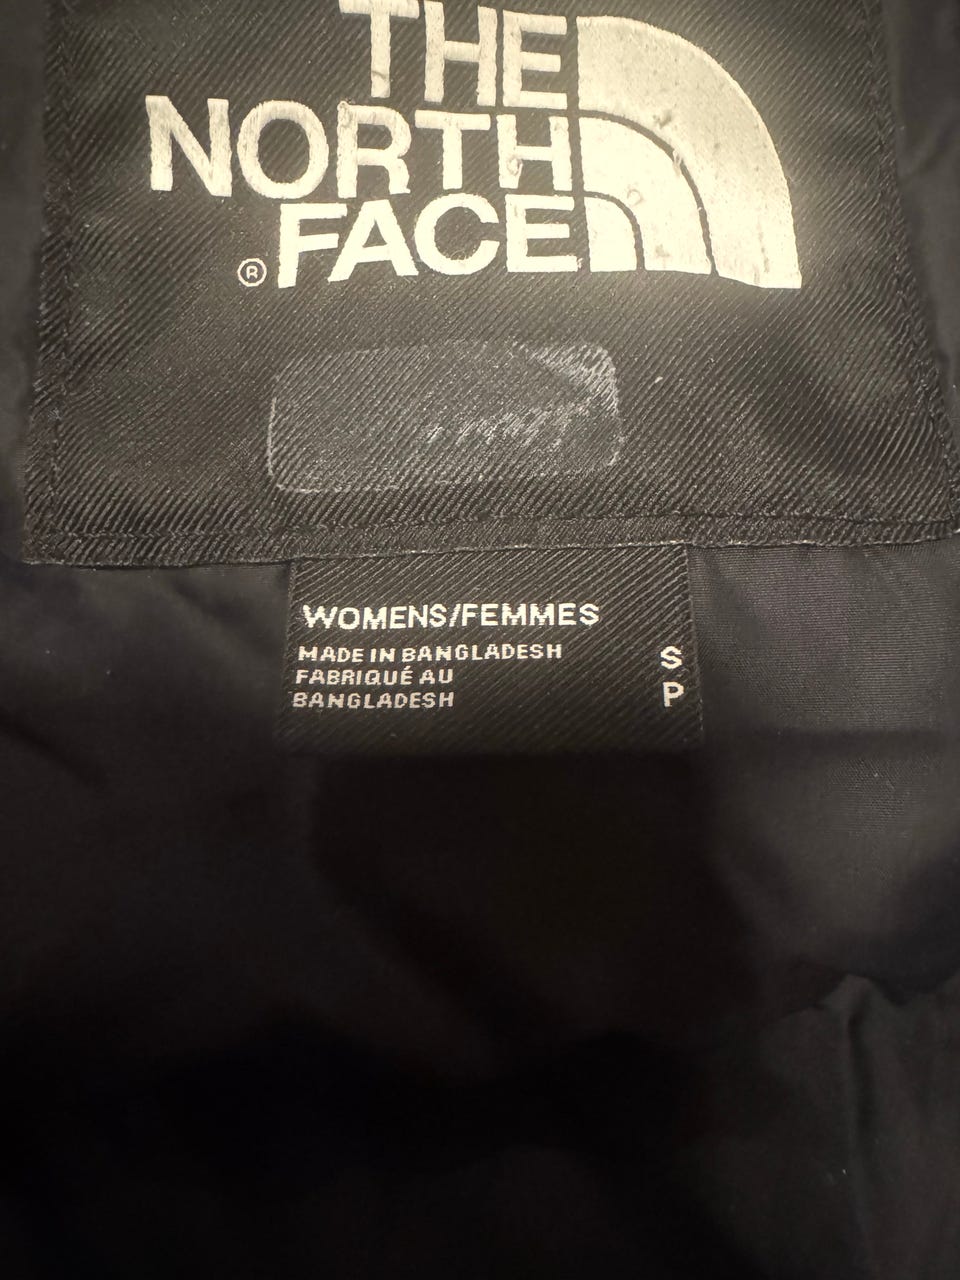 THE
NORTH
FACE
®
WOMENS/FEMMES
MADE IN BANGLADESH
FABRIQUÉ AU
BANGLADESH
S
P